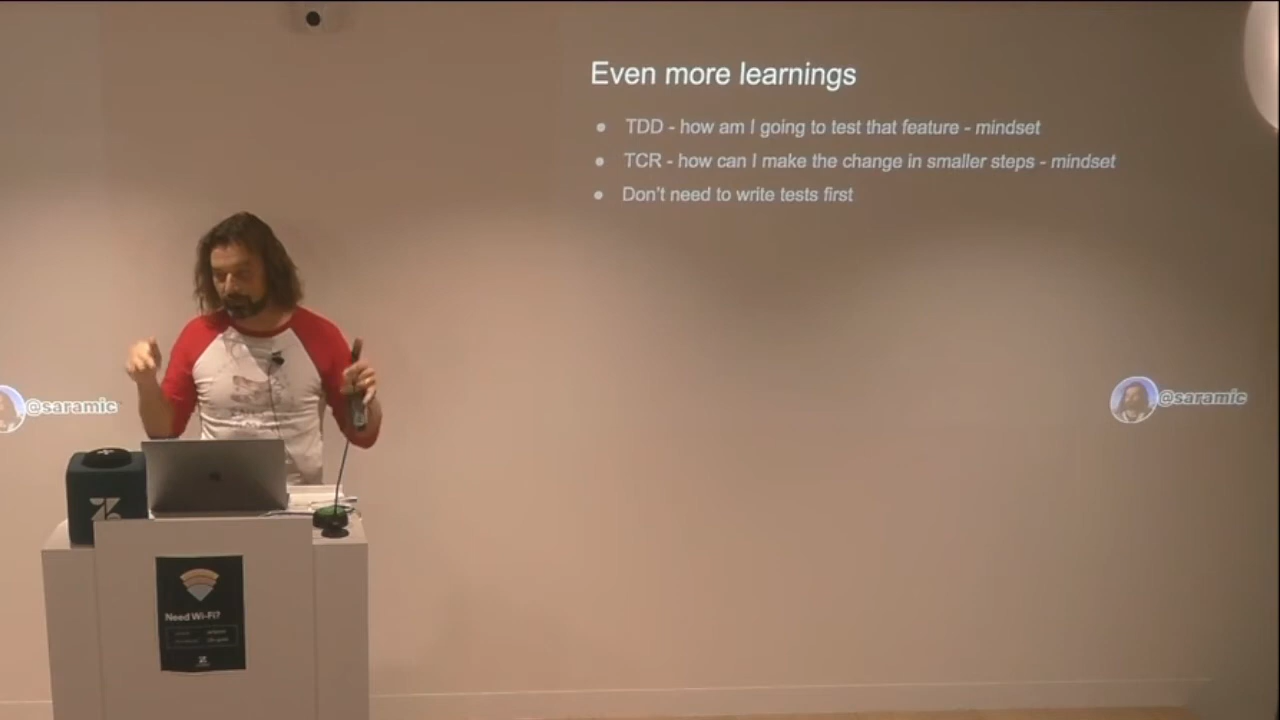 Even more learnings
TDD - how am I going to test that feature - mindset
TCR - how can I make the change in smaller steps - mindset
Don't need to write tests first
@saramic
@saramic
Need Wi-Fi?